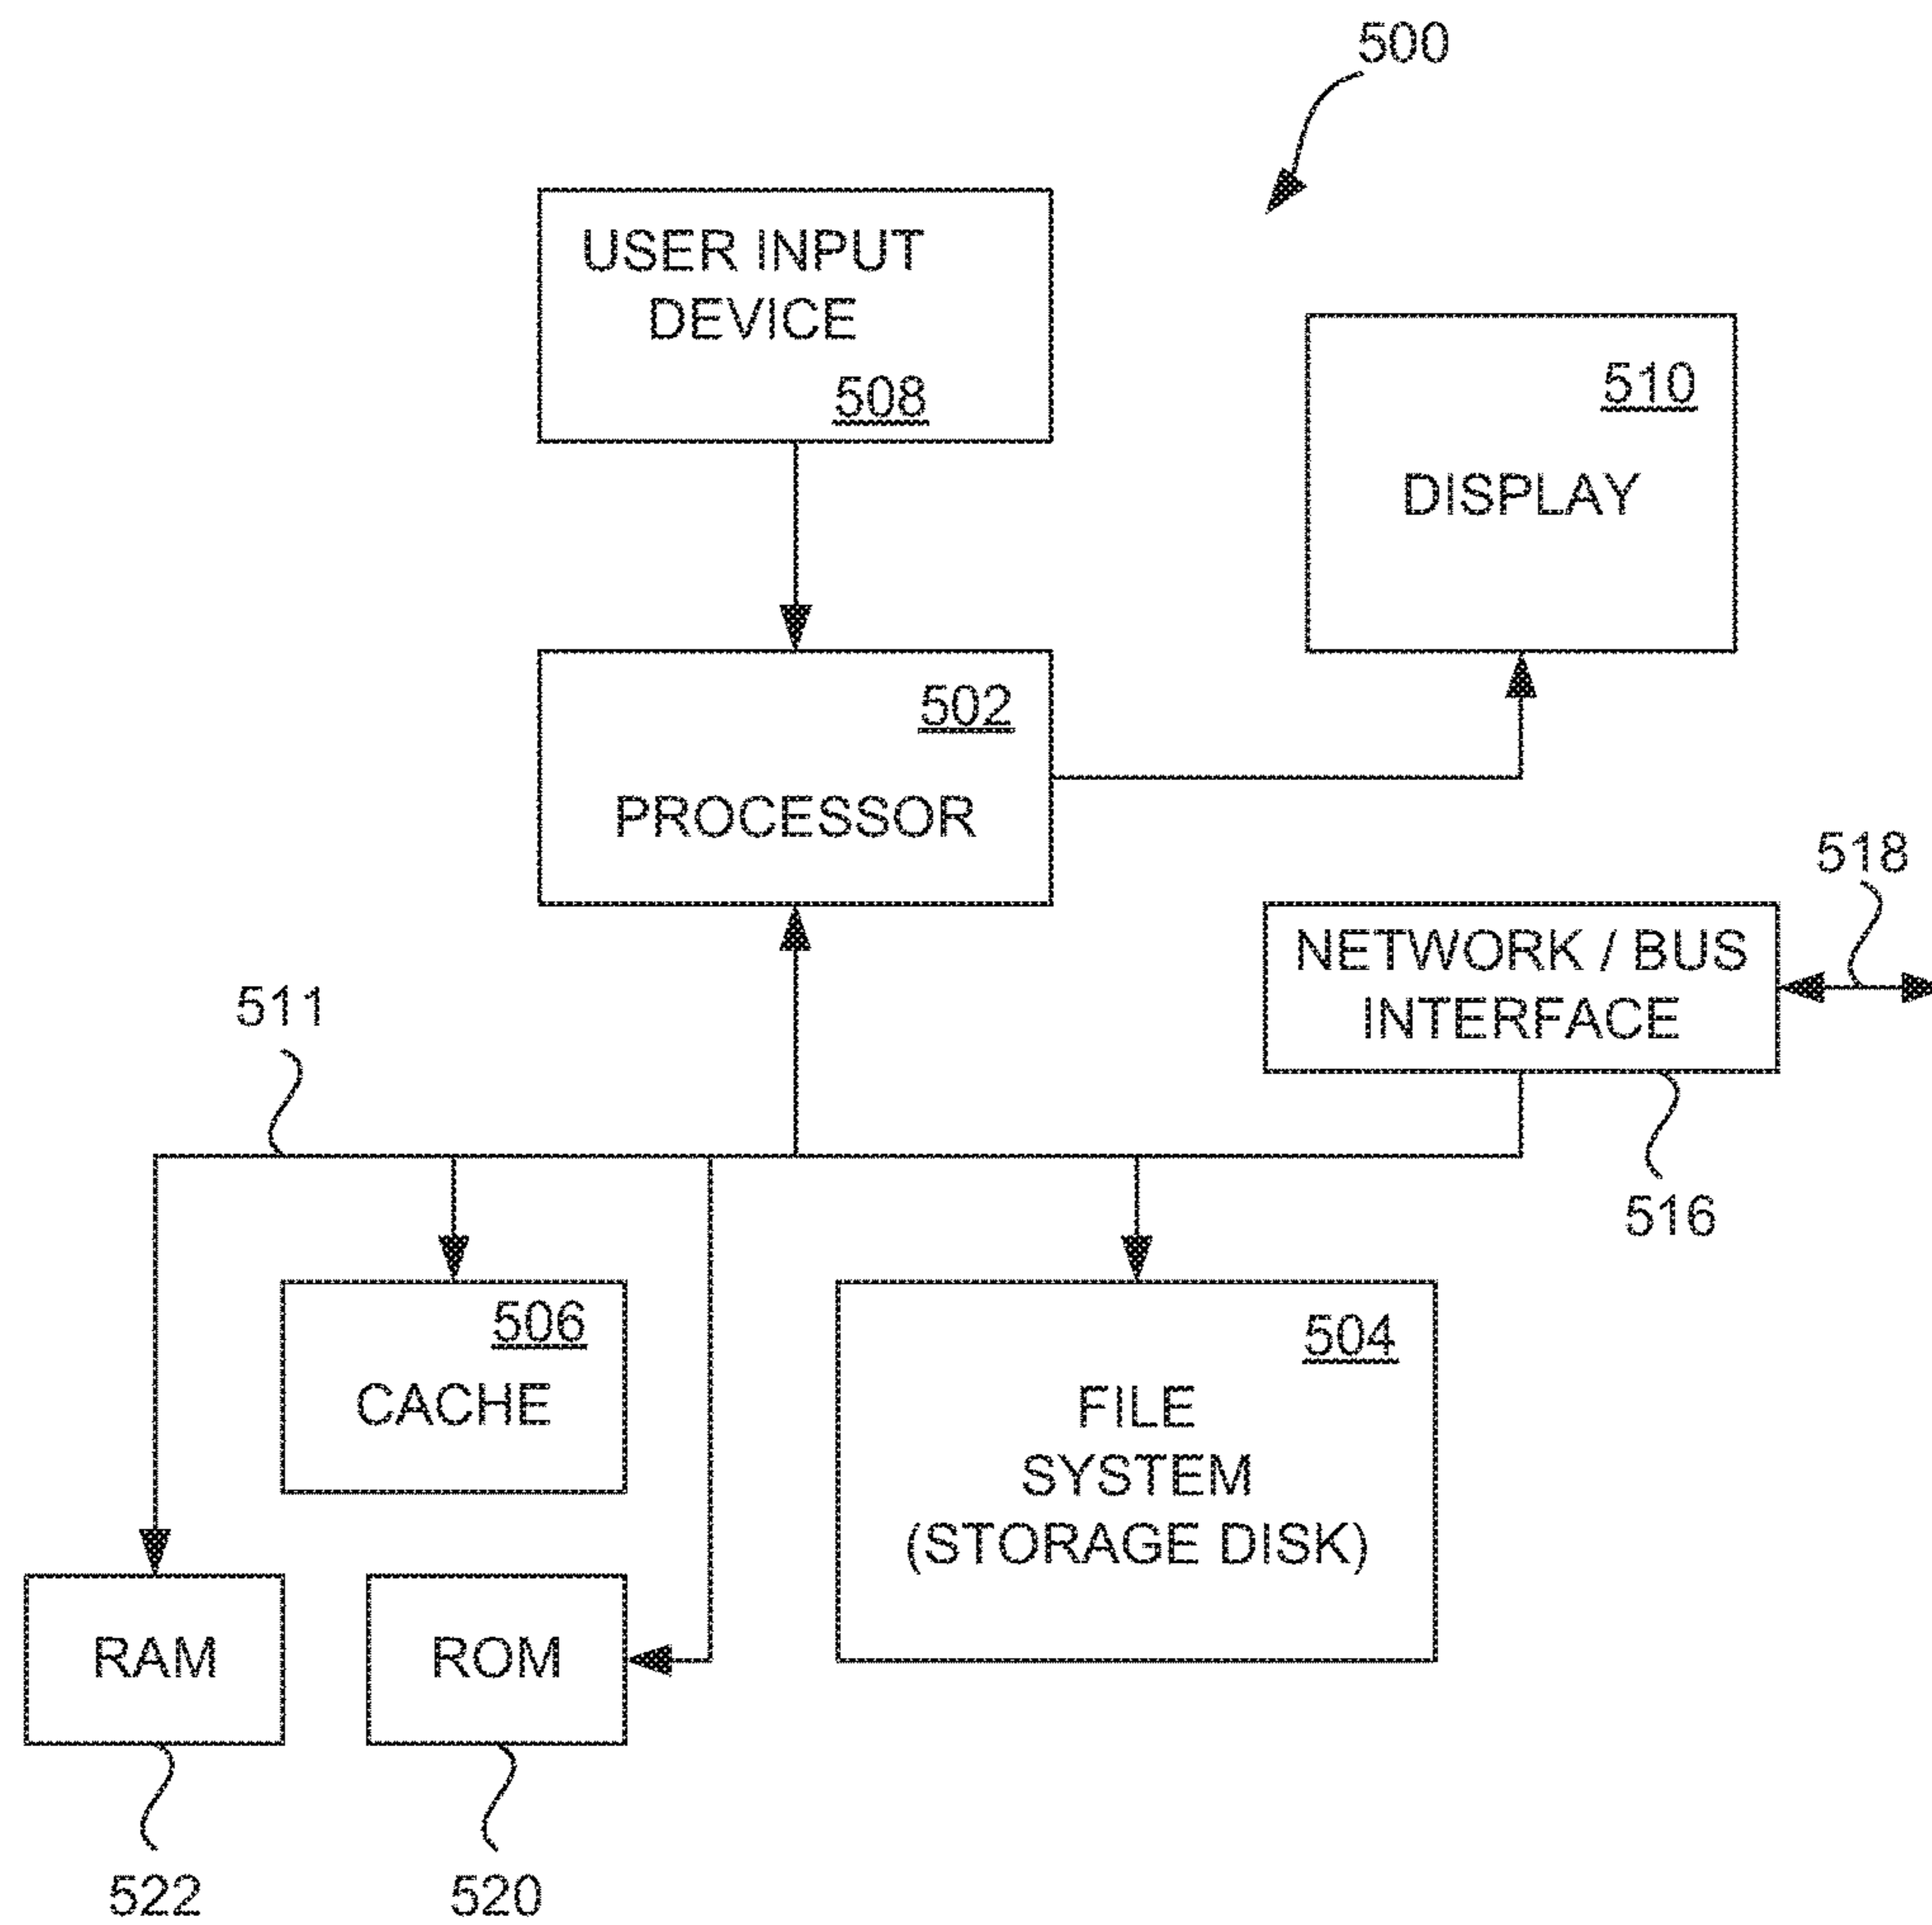 500
USER INPUT
DEVICE
508
510
DISPLAY
502
PROCESSOR
518
NETWORK / BUS
INTERFACE
511
516
506
CACHE
504
FILE
SYSTEM
(STORAGE DISK)
RAM
ROM
522
520